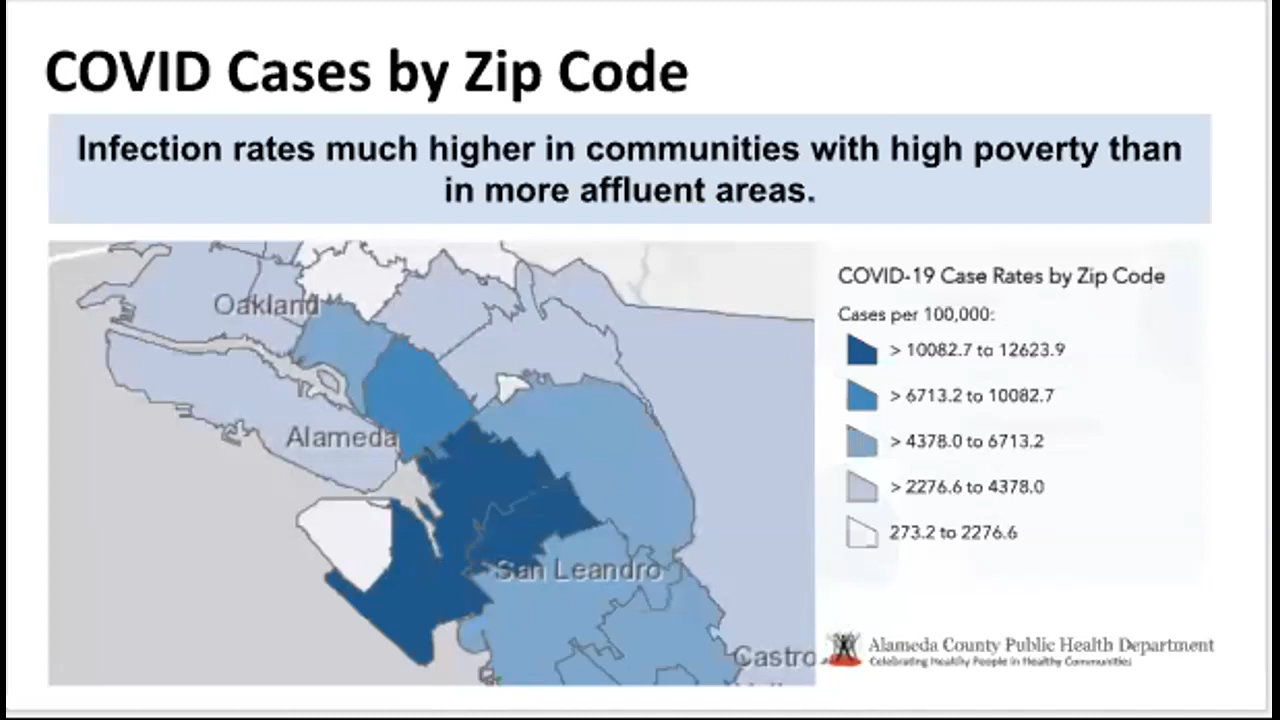 COVID Cases by Zip Code
Infection rates much higher in communities with high poverty than
in more affluent areas.
Oakland
Alameda
San Leandro
Castro
COVID-19 Case Rates by Zip Code
Cases per 100,000:
> 10082.7 to 12623.9
> 6713.2 to 10082.7
> 4378.0 to 6713.2
> 2276.6 to 4378.0
273.2 to 2276.6
Alameda County Public Health Department
Celebrating Healthy People in Healthy Communities